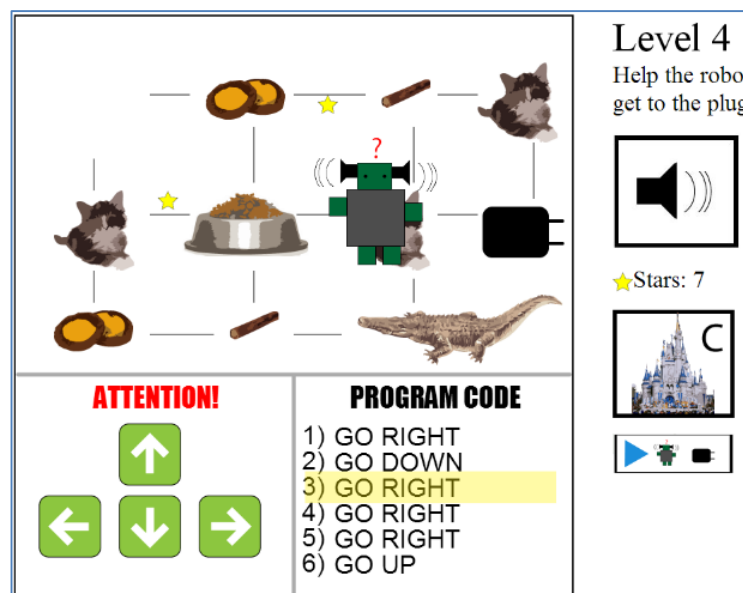 Level 4
Help the robo
get to the plug
?
Stars: 7
C
ATTENTION!
PROGRAM CODE
1) GO RIGHT
2) GO DOWN
3) GO RIGHT
4) GO RIGHT
5) GO RIGHT
6) GO UP